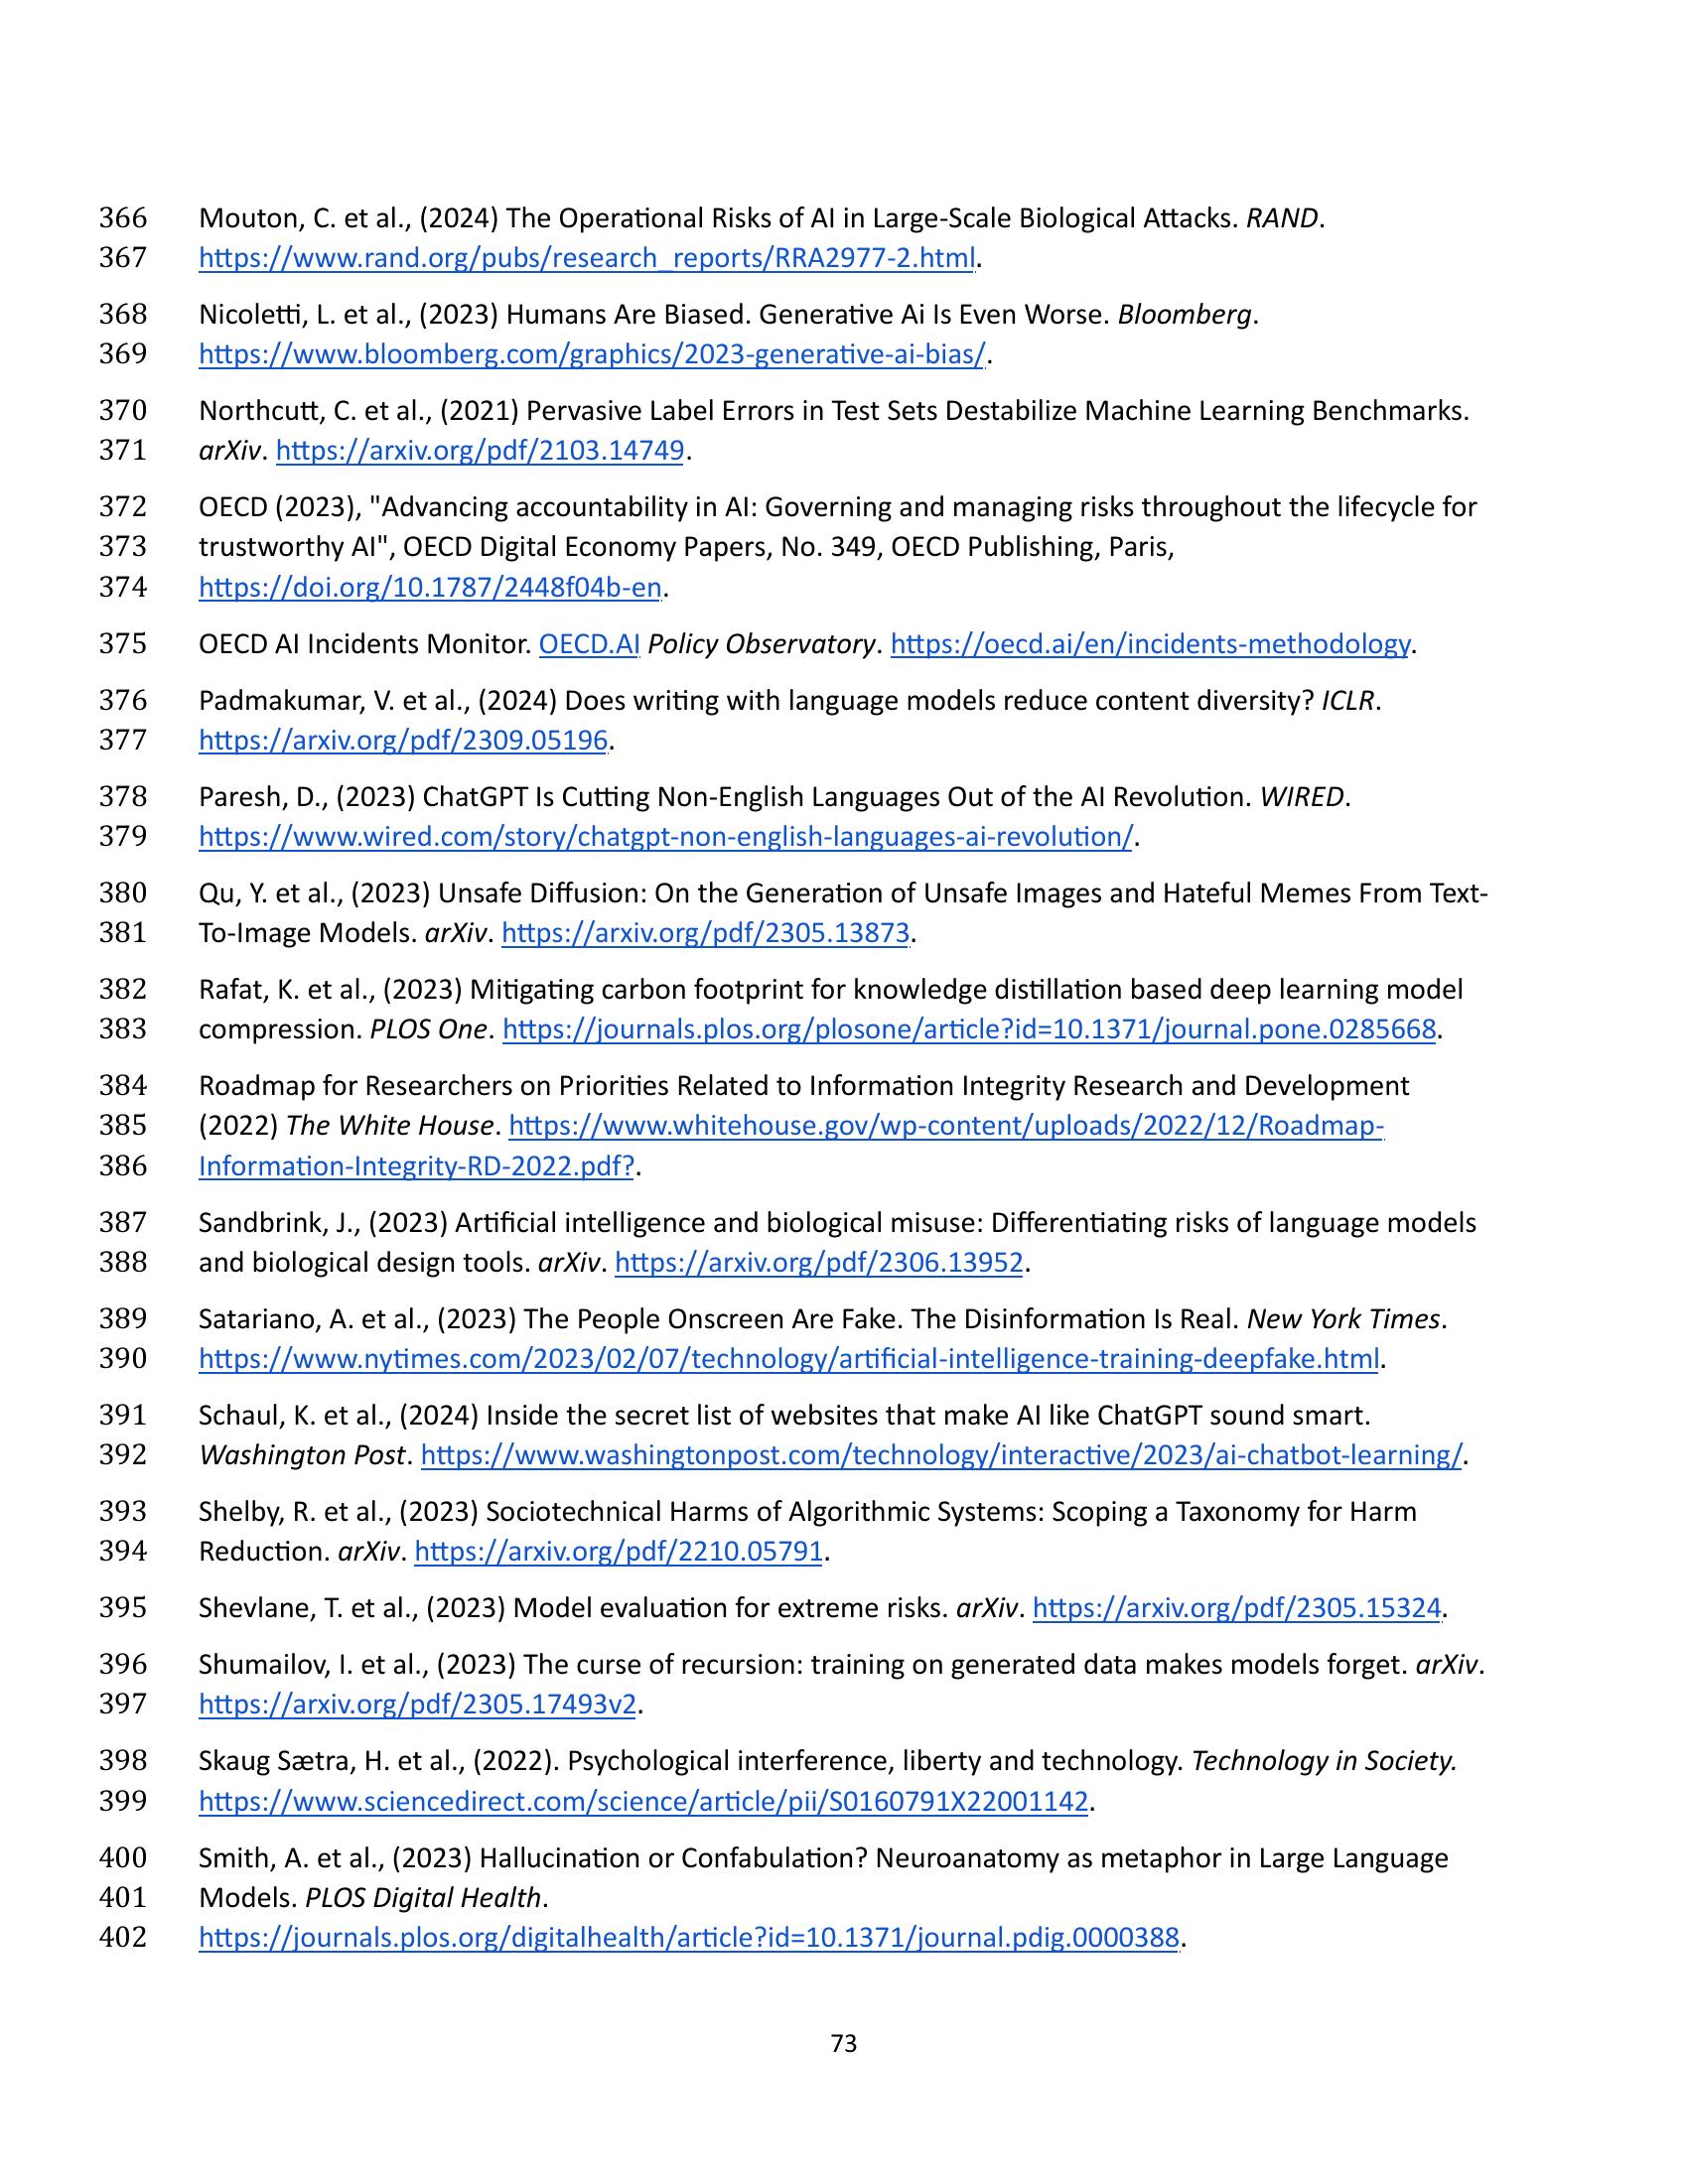 366 Mouton, C. et al., (2024) The Operational Risks of AI in Large-Scale Biological Attacks. RAND.
367 https://www.rand.org/pubs/research_reports/RRA2977-2.html.
368 Nicoletti, L. et al., (2023) Humans Are Biased. Generative Ai Is Even Worse. Bloomberg.
369 https://www.bloomberg.com/graphics/2023-generative-ai-bias/.
370 Northcutt, C. et al., (2021) Pervasive Label Errors in Test Sets Destabilize Machine Learning Benchmarks.
371 arXiv. https://arxiv.org/pdf/2103.14749.
372 OECD (2023), "Advancing accountability in AI: Governing and managing risks throughout the lifecycle for
373 trustworthy AI", OECD Digital Economy Papers, No. 349, OECD Publishing, Paris,
374 https://doi.org/10.1787/2448f04b-en.
375 OECD AI Incidents Monitor. OECD.AI Policy Observatory. https://oecd.ai/en/incidents-methodology.
376 Padmakumar, V. et al., (2024) Does writing with language models reduce content diversity? ICLR.
377 https://arxiv.org/pdf/2309.05196.
378 Paresh, D., (2023) ChatGPT Is Cutting Non-English Languages Out of the AI Revolution. WIRED.
379 https://www.wired.com/story/chatgpt-non-english-languages-ai-revolution/.
380 Qu, Y. et al., (2023) Unsafe Diffusion: On the Generation of Unsafe Images and Hateful Memes From Text-
381 To-Image Models. arXiv. https://arxiv.org/pdf/2305.13873.
382 Rafat, K. et al., (2023) Mitigating carbon footprint for knowledge distillation based deep learning model
383 compression. PLOS One. https://journals.plos.org/plosone/article?id=10.1371/journal.pone.0285668.
384 Roadmap for Researchers on Priorities Related to Information Integrity Research and Development
385 (2022) The White House. https://www.whitehouse.gov/wp-content/uploads/2022/12/Roadmap-
386 Information-Integrity-RD-2022.pdf?.
387 Sandbrink, J., (2023) Artificial intelligence and biological misuse: Differentiating risks of language models
388 and biological design tools. arXiv. https://arxiv.org/pdf/2306.13952.
389 Satariano, A. et al., (2023) The People Onscreen Are Fake. The Disinformation Is Real. New York Times.
390 https://www.nytimes.com/2023/02/07/technology/artificial-intelligence-training-deepfake.html.
391 Schaul, K. et al., (2024) Inside the secret list of websites that make AI like ChatGPT sound smart.
392 Washington Post. https://www.washingtonpost.com/technology/interactive/2023/ai-chatbot-learning/.
393 Shelby, R. et al., (2023) Sociotechnical Harms of Algorithmic Systems: Scoping a Taxonomy for Harm
394 Reduction. arXiv. https://arxiv.org/pdf/2210.05791.
395 Shevlane, T. et al., (2023) Model evaluation for extreme risks. arXiv. https://arxiv.org/pdf/2305.15324.
396 Shumailov, I. et al., (2023) The curse of recursion: training on generated data makes models forget. arXiv.
397 https://arxiv.org/pdf/2305.17493v2.
398 Skaug Sætra, H. et al., (2022). Psychological interference, liberty and technology. Technology in Society.
399 https://www.sciencedirect.com/science/article/pii/S0160791X22001142.
400 Smith, A. et al., (2023) Hallucination or Confabulation? Neuroanatomy as metaphor in Large Language
401 Models. PLOS Digital Health.
402 https://journals.plos.org/digitalhealth/article?id=10.1371/journal.pdig.0000388.
73